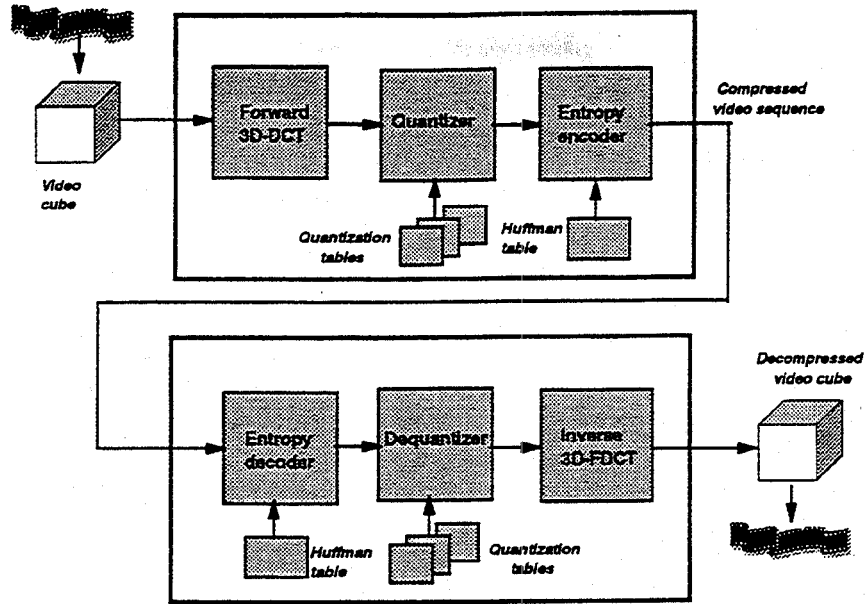 Compressed
video sequence
Forward
3D-DCT
Quantizer
Entropy
encoder
Video
cube
Quantization
tables
Huffman
table
Decompressed
video cube
Entropy
decoder
Dequantizer
Inverse
3D-FDCT
Huffman
table
Quantization
tables